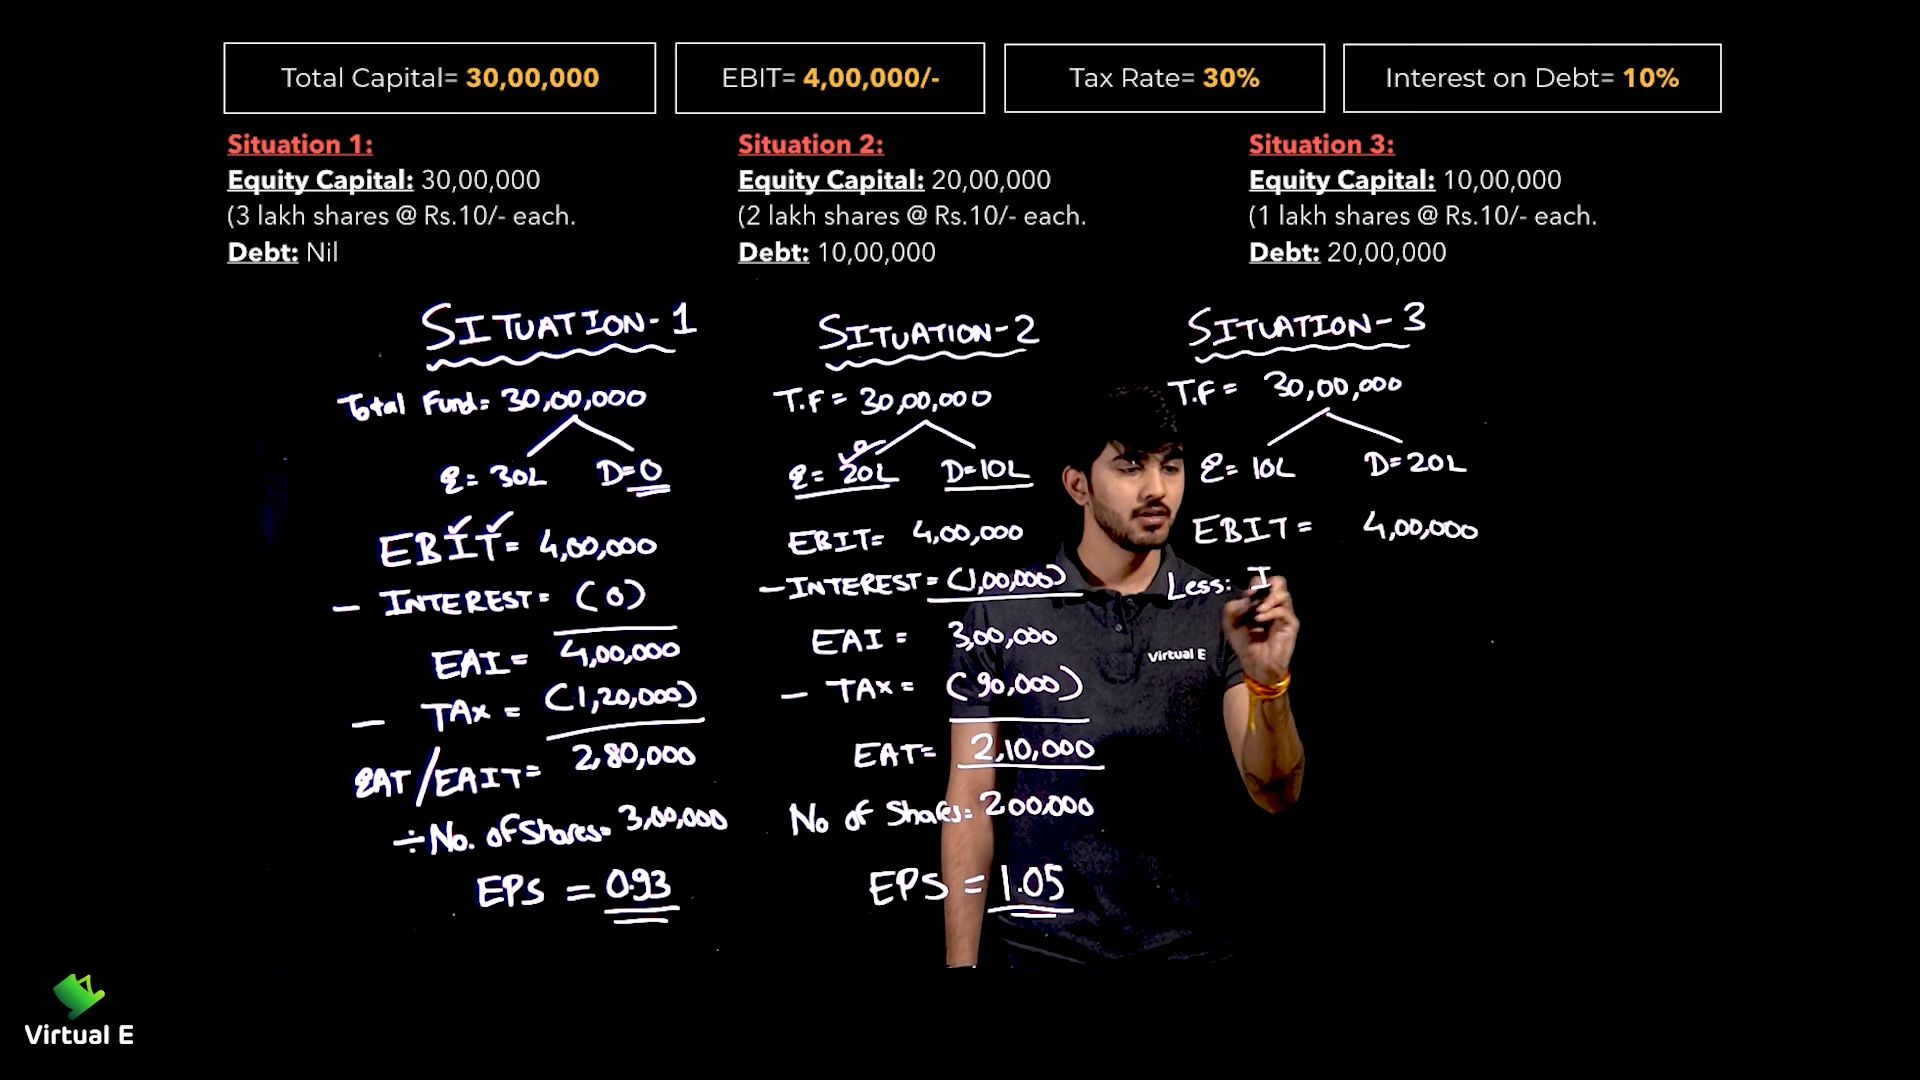 Total Capital= 30,00,000
EBIT= 4,00,000/-
Tax Rate= 30%
Interest on Debt= 10%
Situation 1:
Equity Capital: 30,00,000
(3 lakh shares @ Rs.10/- each.
Debt: Nil
Situation 2:
Equity Capital: 20,00,000
(2 lakh shares @ Rs.10/- each.
Debt: 10,00,000
Situation 3:
Equity Capital: 10,00,000
(1 lakh shares @ Rs.10/- each.
Debt: 20,00,000
SITUATION-1
Total Fund= 30,00,000
E= 30L D=0
EBIT= 4,00,000
- INTEREST= (0)
EAI= 4,00,000
- TAX = (1,20,000)
EAT/EAIT= 2,80,000
÷No. of Shares= 3,00,000
EPS = 0.93
SITUATION-2
T.F= 30,00,000
E= 20L D=10L
EBIT= 4,00,000
-INTEREST= (1,00,000)
EAI = 3,00,000
- TAX = (90,000)
EAT= 2,10,000
No of Shares= 200,000
EPS = 1.05
SITUATION-3
T.F= 30,00,000
E= 10L D=20L
EBIT= 4,00,000
Less: I
Virtual E
Virtual E